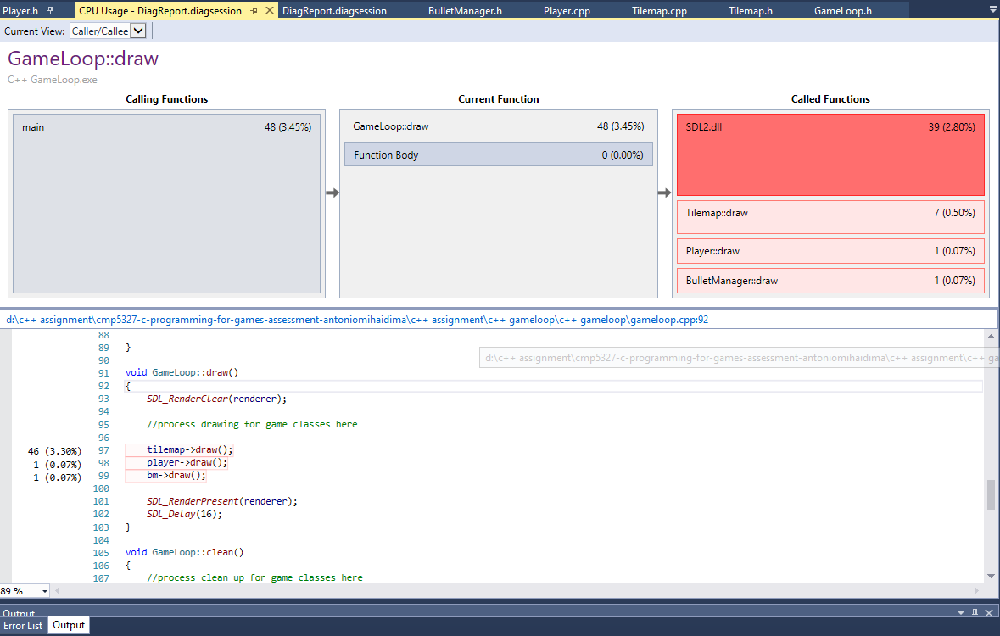 Player.h CPU Usage - DiagReport.diagsession DiagReport.diagsession BulletManager.h Player.cpp Tilemap.cpp Tilemap.h GameLoop.h
Current View: Caller/Callee
GameLoop::draw
C++ GameLoop.exe
Calling Functions Current Function Called Functions
main 48 (3.45%) GameLoop::draw 48 (3.45%) SDL2.dll 39 (2.80%)
Function Body 0 (0.00%)
Tilemap::draw 7 (0.50%)
Player::draw 1 (0.07%)
BulletManager::draw 1 (0.07%)
d:\c++ assignment\cmp5327-c-programming-for-games-assessment-antoniomihaidima\c++ assignment\c++ gameloop\c++ gameloop\gameloop.cpp:92
88
89 }
d:\c++ assignment\cmp5327-c-programming-for-games-assessment-antoniomihaidima\c++ assignment\c++ ga
90
91 void GameLoop::draw()
92 {
93 SDL_RenderClear(renderer);
94
95 //process drawing for game classes here
96
46 (3.30%) 97 tilemap->draw();
1 (0.07%) 98 player->draw();
1 (0.07%) 99 bm->draw();
100
101 SDL_RenderPresent(renderer);
102 SDL_Delay(16);
103 }
104
105 void GameLoop::clean()
106 {
107 //process clean up for game classes here
89 %
Output
Error List Output